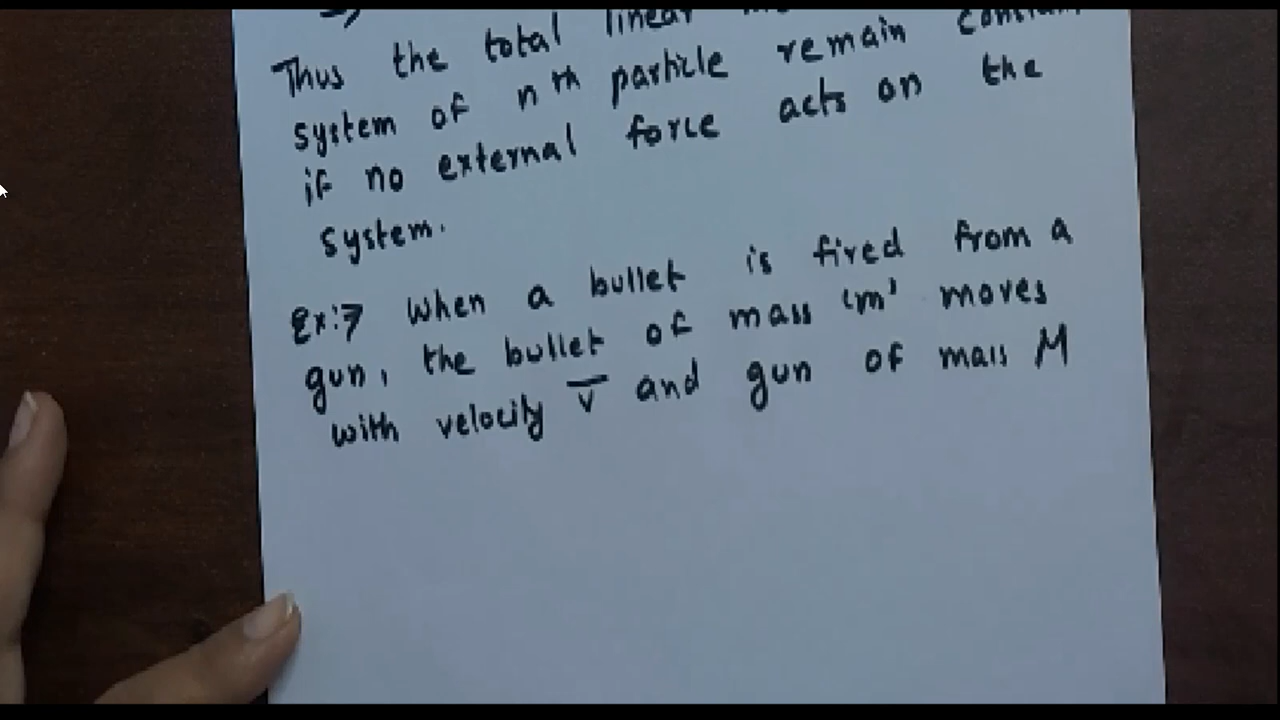 Thus the total linear
system of nth particle remain
if no external force acts on the
system.
Ex:7 When a bullet is fired from a
gun, the bullet of mass 'm' moves
with velocity v̅ and gun of mass M